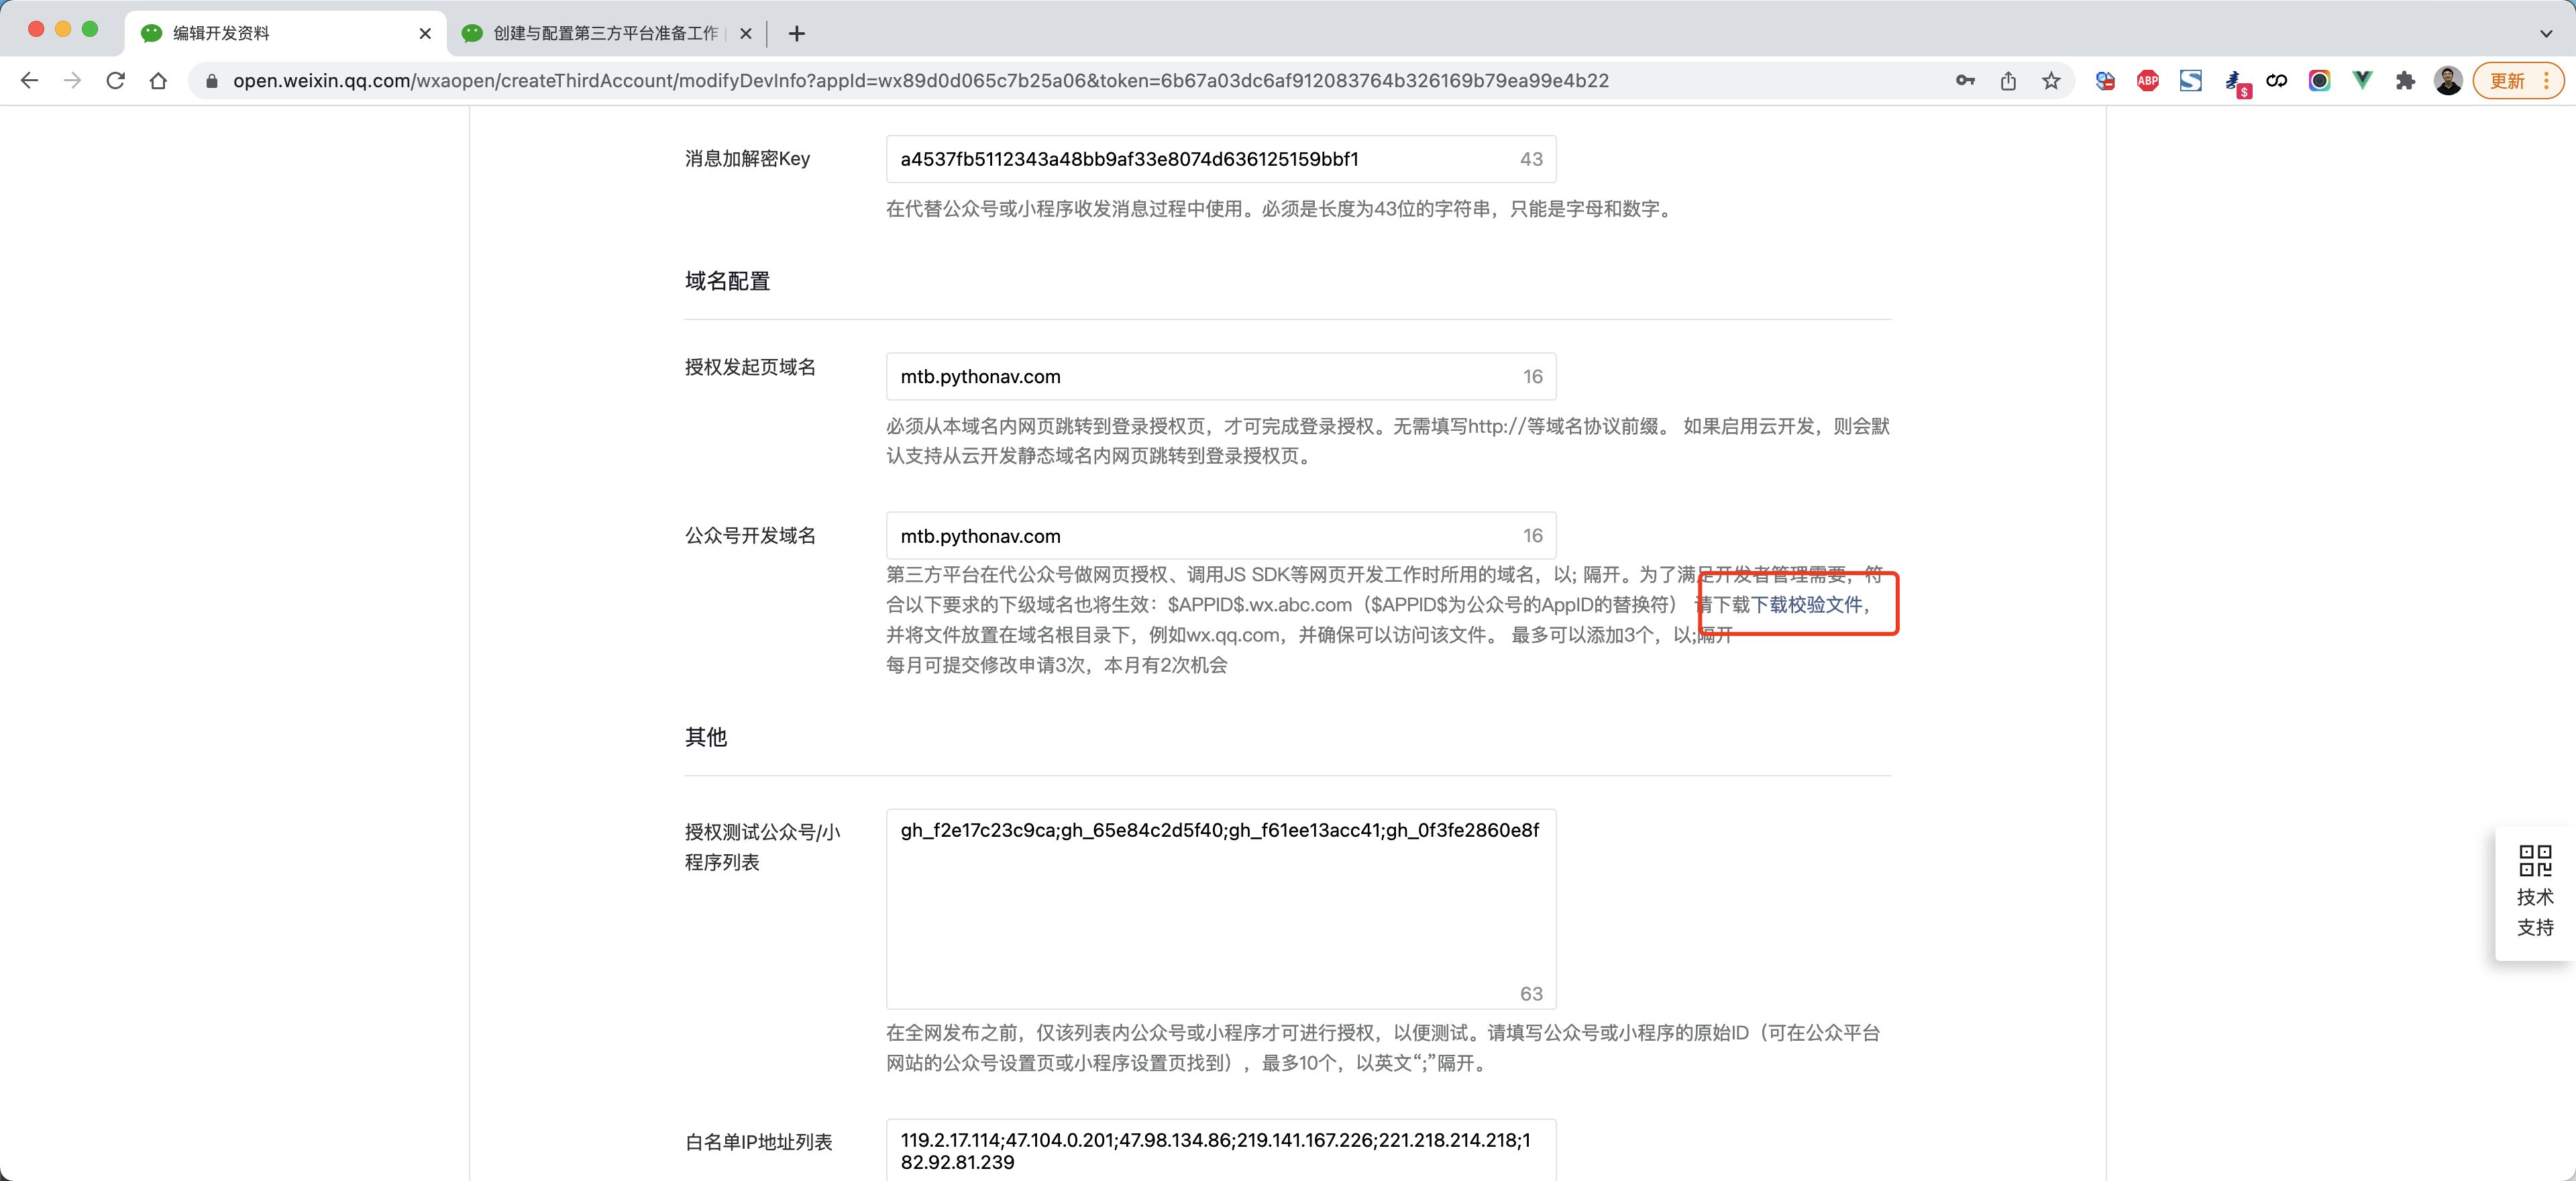 编辑开发资料
创建与配置第三方平台准备工作
open.weixin.qq.com/wxaopen/createThirdAccount/modifyDevInfo?appId=wx89d0d065c7b25a06&token=6b67a03dc6af912083764b326169b79ea99e4b22
ABP
$
更新
消息加解密Key
a4537fb5112343a48bb9af33e8074d636125159bbf1
43
在代替公众号或小程序收发消息过程中使用。必须是长度为43位的字符串，只能是字母和数字。
域名配置
授权发起页域名
mtb.pythonav.com
16
必须从本域名内网页跳转到登录授权页，才可完成登录授权。无需填写http://等域名协议前缀。 如果启用云开发，则会默
认支持从云开发静态域名内网页跳转到登录授权页。
公众号开发域名
mtb.pythonav.com
16
第三方平台在代公众号做网页授权、调用JS SDK等网页开发工作时所用的域名，以; 隔开。为了满足开发者管理需要，符
合以下要求的下级域名也将生效：$APPID$.wx.abc.com（$APPID$为公众号的AppID的替换符） 请下载下载校验文件，
并将文件放置在域名根目录下，例如wx.qq.com，并确保可以访问该文件。 最多可以添加3个，以;隔开
每月可提交修改申请3次，本月有2次机会
其他
授权测试公众号/小
程序列表
gh_f2e17c23c9ca;gh_65e84c2d5f40;gh_f61ee13acc41;gh_0f3fe2860e8f
63
在全网发布之前，仅该列表内公众号或小程序才可进行授权，以便测试。请填写公众号或小程序的原始ID（可在公众平台
网站的公众号设置页或小程序设置页找到），最多10个，以英文“;”隔开。
技术
支持
白名单IP地址列表
119.2.17.114;47.104.0.201;47.98.134.86;219.141.167.226;221.218.214.218;1
82.92.81.239